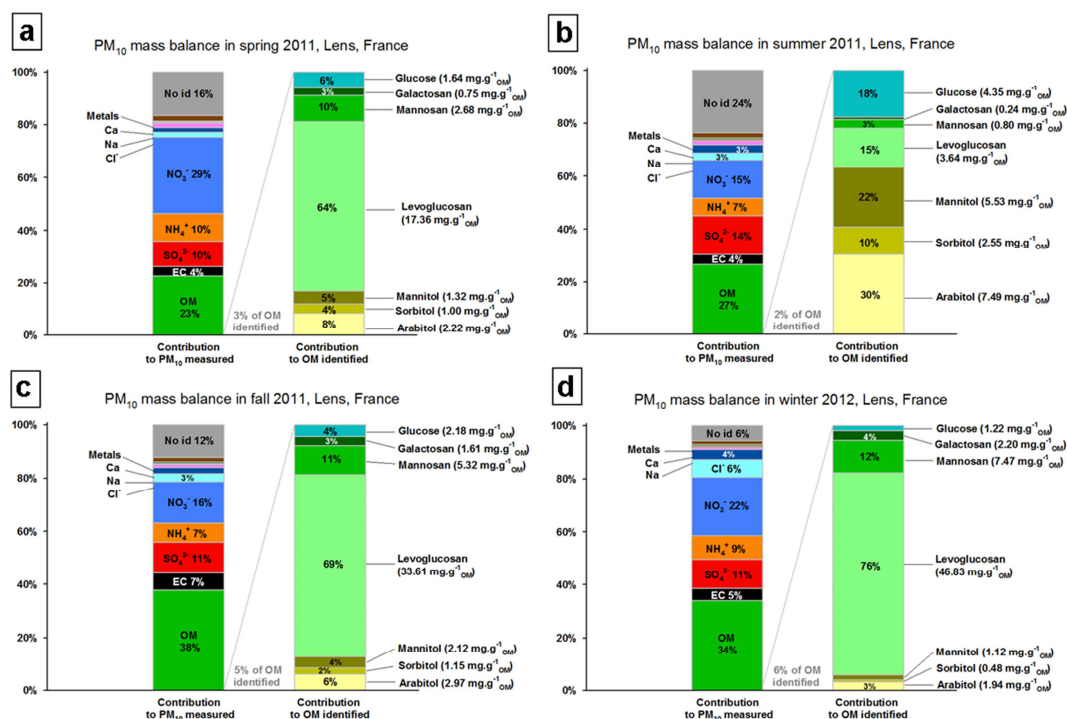 a
PM10 mass balance in spring 2011, Lens, France
100%
80%
60%
40%
20%
0%
No id 16%
Metals
Ca
Na
Cl-
NO3- 29%
NH4+ 10%
SO42- 10%
EC 4%
OM
23%
3% of OM
identified
6%
3%
10%
64%
5%
4%
8%
Glucose (1.64 mg.g-1OM)
Galactosan (0.75 mg.g-1OM)
Mannosan (2.68 mg.g-1OM)
Levoglucosan
(17.36 mg.g-1OM)
Mannitol (1.32 mg.g-1OM)
Sorbitol (1.00 mg.g-1OM)
Arabitol (2.22 mg.g-1OM)
Contribution
to PM10 measured
Contribution
to OM identified
b
PM10 mass balance in summer 2011, Lens, France
100%
80%
60%
40%
20%
0%
No id 24%
Metals
Ca
Na
Cl-
3%
3%
NO3- 15%
NH4+ 7%
SO42- 14%
EC 4%
OM
27%
2% of OM
identified
18%
3%
15%
22%
10%
30%
Glucose (4.35 mg.g-1OM)
Galactosan (0.24 mg.g-1OM)
Mannosan (0.80 mg.g-1OM)
Levoglucosan
(3.64 mg.g-1OM)
Mannitol (5.53 mg.g-1OM)
Sorbitol (2.55 mg.g-1OM)
Arabitol (7.49 mg.g-1OM)
Contribution
to PM10 measured
Contribution
to OM identified
c
PM10 mass balance in fall 2011, Lens, France
100%
80%
60%
40%
20%
0%
No id 12%
Metals
Ca
Na
Cl-
3%
NO3- 16%
NH4+ 7%
SO42- 11%
EC 7%
OM
38%
5% of OM
identified
4%
3%
11%
69%
4%
2%
6%
Glucose (2.18 mg.g-1OM)
Galactosan (1.61 mg.g-1OM)
Mannosan (5.32 mg.g-1OM)
Levoglucosan
(33.61 mg.g-1OM)
Mannitol (2.12 mg.g-1OM)
Sorbitol (1.15 mg.g-1OM)
Arabitol (2.97 mg.g-1OM)
Contribution
to PM10 measured
Contribution
to OM identified
d
PM10 mass balance in winter 2012, Lens, France
100%
80%
60%
40%
20%
0%
No id 6%
Metals
Ca
Na
4%
Cl- 6%
NO3- 22%
NH4+ 9%
SO42- 11%
EC 5%
OM
34%
6% of OM
identified
4%
12%
76%
3%
Glucose (1.22 mg.g-1OM)
Galactosan (2.20 mg.g-1OM)
Mannosan (7.47 mg.g-1OM)
Levoglucosan
(46.83 mg.g-1OM)
Mannitol (1.12 mg.g-1OM)
Sorbitol (0.48 mg.g-1OM)
Arabitol (1.94 mg.g-1OM)
Contribution
to PM10 measured
Contribution
to OM identified